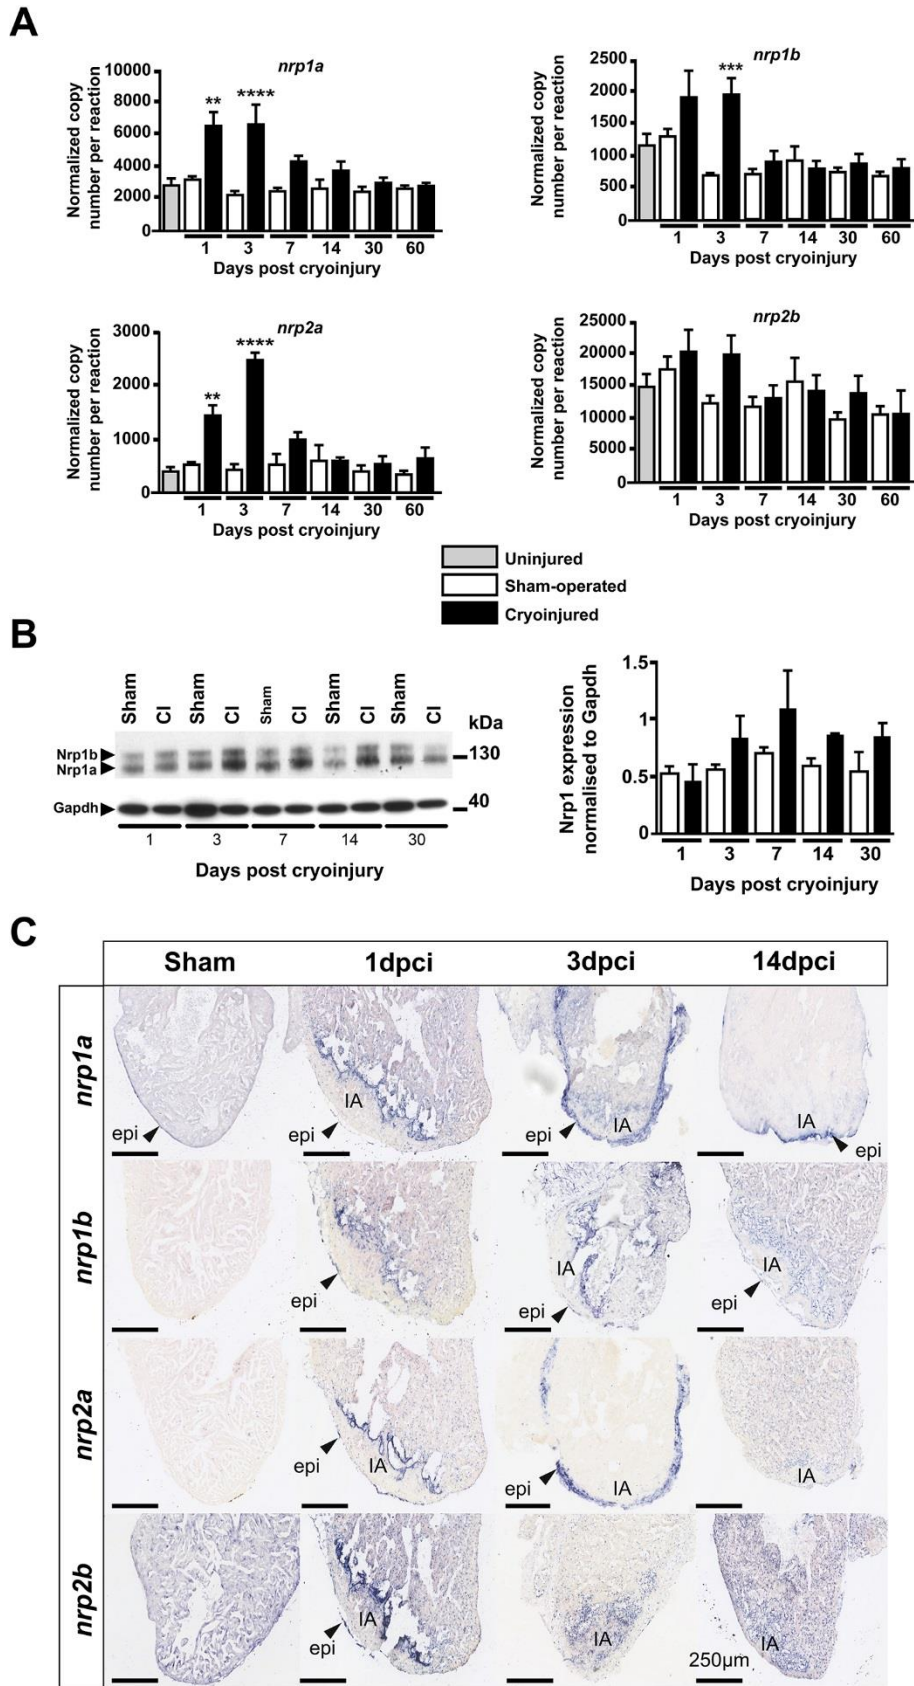 A
nrp1a
Normalized copy
number per reaction
10000
8000
6000
4000
2000
0
**
****
1 3 7 14 30 60
Days post cryoinjury
nrp1b
Normalized copy
number per reaction
2500
2000
1500
1000
500
0
***
1 3 7 14 30 60
Days post cryoinjury
nrp2a
Normalized copy
number per reaction
3000
2000
1000
0
**
****
1 3 7 14 30 60
Days post cryoinjury
nrp2b
Normalized copy
number per reaction
25000
20000
15000
10000
5000
0
1 3 7 14 30 60
Days post cryoinjury
Uninjured
Sham-operated
Cryoinjured
B
Sham CI Sham CI Sham CI Sham CI Sham CI
kDa
Nrp1b
130
Nrp1a
Gapdh
40
1 3 7 14 30
Days post cryoinjury
Nrp1 expression
normalised to Gapdh
1.5
1
0.5
0
1 3 7 14 30
Days post cryoinjury
C
Sham 1dpci 3dpci 14dpci
nrp1a
epi
IA
epi
IA
epi
IA
epi
nrp1b
IA
epi
IA
epi
IA
epi
nrp2a
epi
IA
epi
IA
IA
nrp2b
IA
epi
IA
IA
250µm